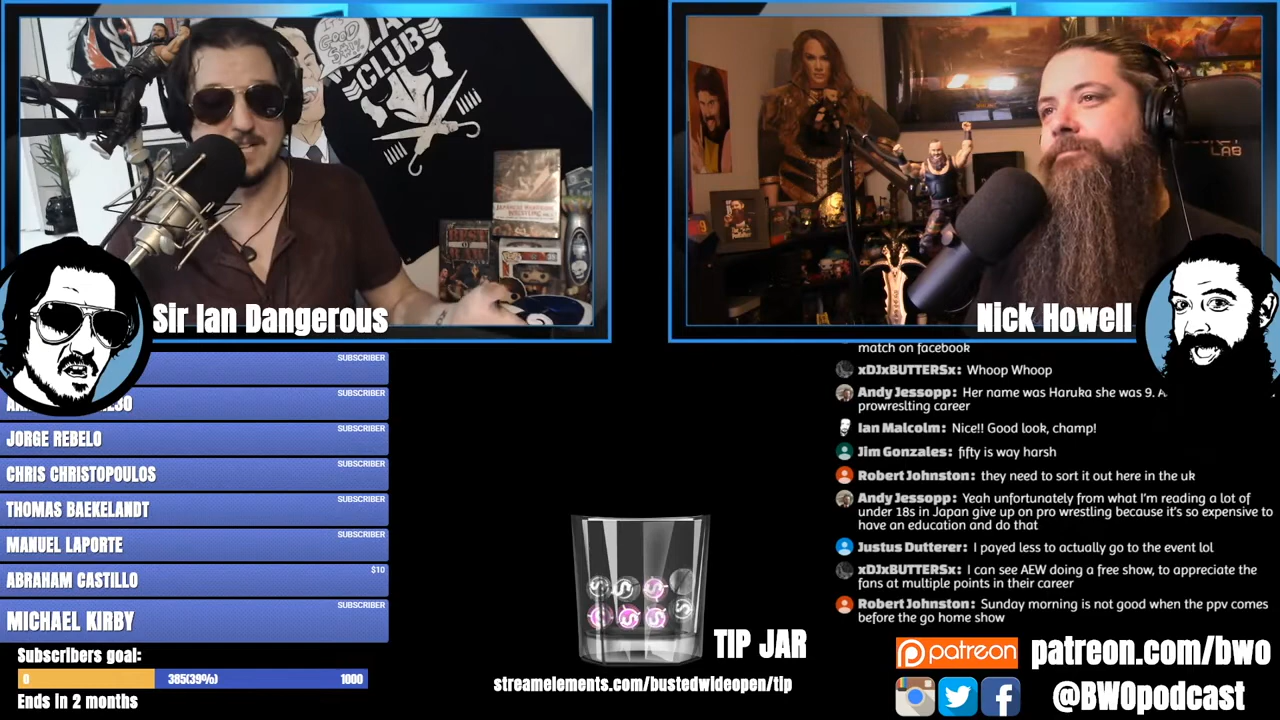 IT'S
GOOD
CLUB
LAB
BEST
Sir Ian Dangerous
Nick Howell
SUBSCRIBER
SUBSCRIBER
JORGE REBELO
SUBSCRIBER
CHRIS CHRISTOPOULOS
SUBSCRIBER
THOMAS BAEKELANDT
SUBSCRIBER
MANUEL LAPORTE
SUBSCRIBER
ABRAHAM CASTILLO
$10
MICHAEL KIRBY
SUBSCRIBER
Subscribers goal:
0 385(39%) 1000
Ends in 2 months
TIP JAR
streamelements.com/bustedwideopen/tip
match on facebook
xDJxBUTTERSx: Whoop Whoop
Andy Jessopp: Her name was Haruka she was 9. A
prowreslting career
Ian Malcolm: Nice!! Good look, champ!
Jim Gonzales: fifty is way harsh
Robert Johnston: they need to sort it out here in the uk
Andy Jessopp: Yeah unfortunately from what I'm reading a lot of
under 18s in Japan give up on pro wrestling because it's so expensive to
have an education and do that
Justus Dutterer: I payed less to actually go to the event lol
xDJxBUTTERSx: I can see AEW doing a free show, to appreciate the
fans at multiple points in their career
Robert Johnston: Sunday morning is not good when the ppv comes
before the go home show
patreon
patreon.com/bwo
@BWOpodcast